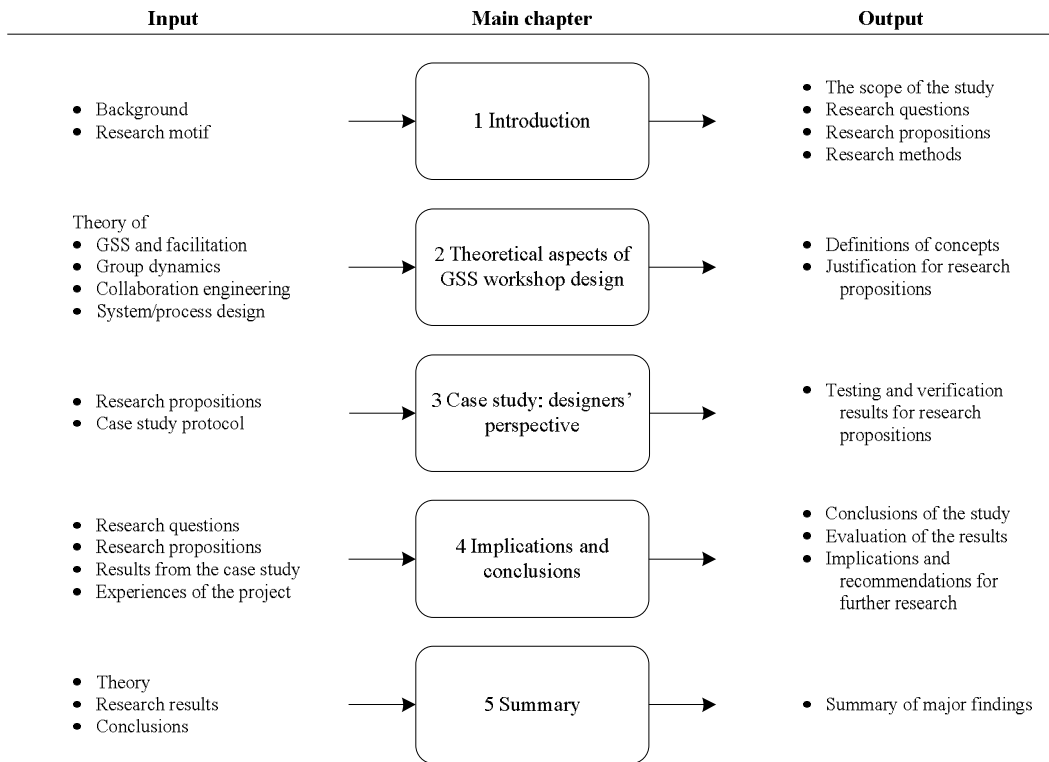 Input Main chapter Output
• Background
• Research motif
1 Introduction
• The scope of the study
• Research questions
• Research propositions
• Research methods
Theory of
• GSS and facilitation
• Group dynamics
• Collaboration engineering
• System/process design
2 Theoretical aspects of
GSS workshop design
• Definitions of concepts
• Justification for research
propositions
• Research propositions
• Case study protocol
3 Case study: designers’
perspective
• Testing and verification
results for research
propositions
• Research questions
• Research propositions
• Results from the case study
• Experiences of the project
4 Implications and
conclusions
• Conclusions of the study
• Evaluation of the results
• Implications and
recommendations for
further research
• Theory
• Research results
• Conclusions
5 Summary
• Summary of major findings